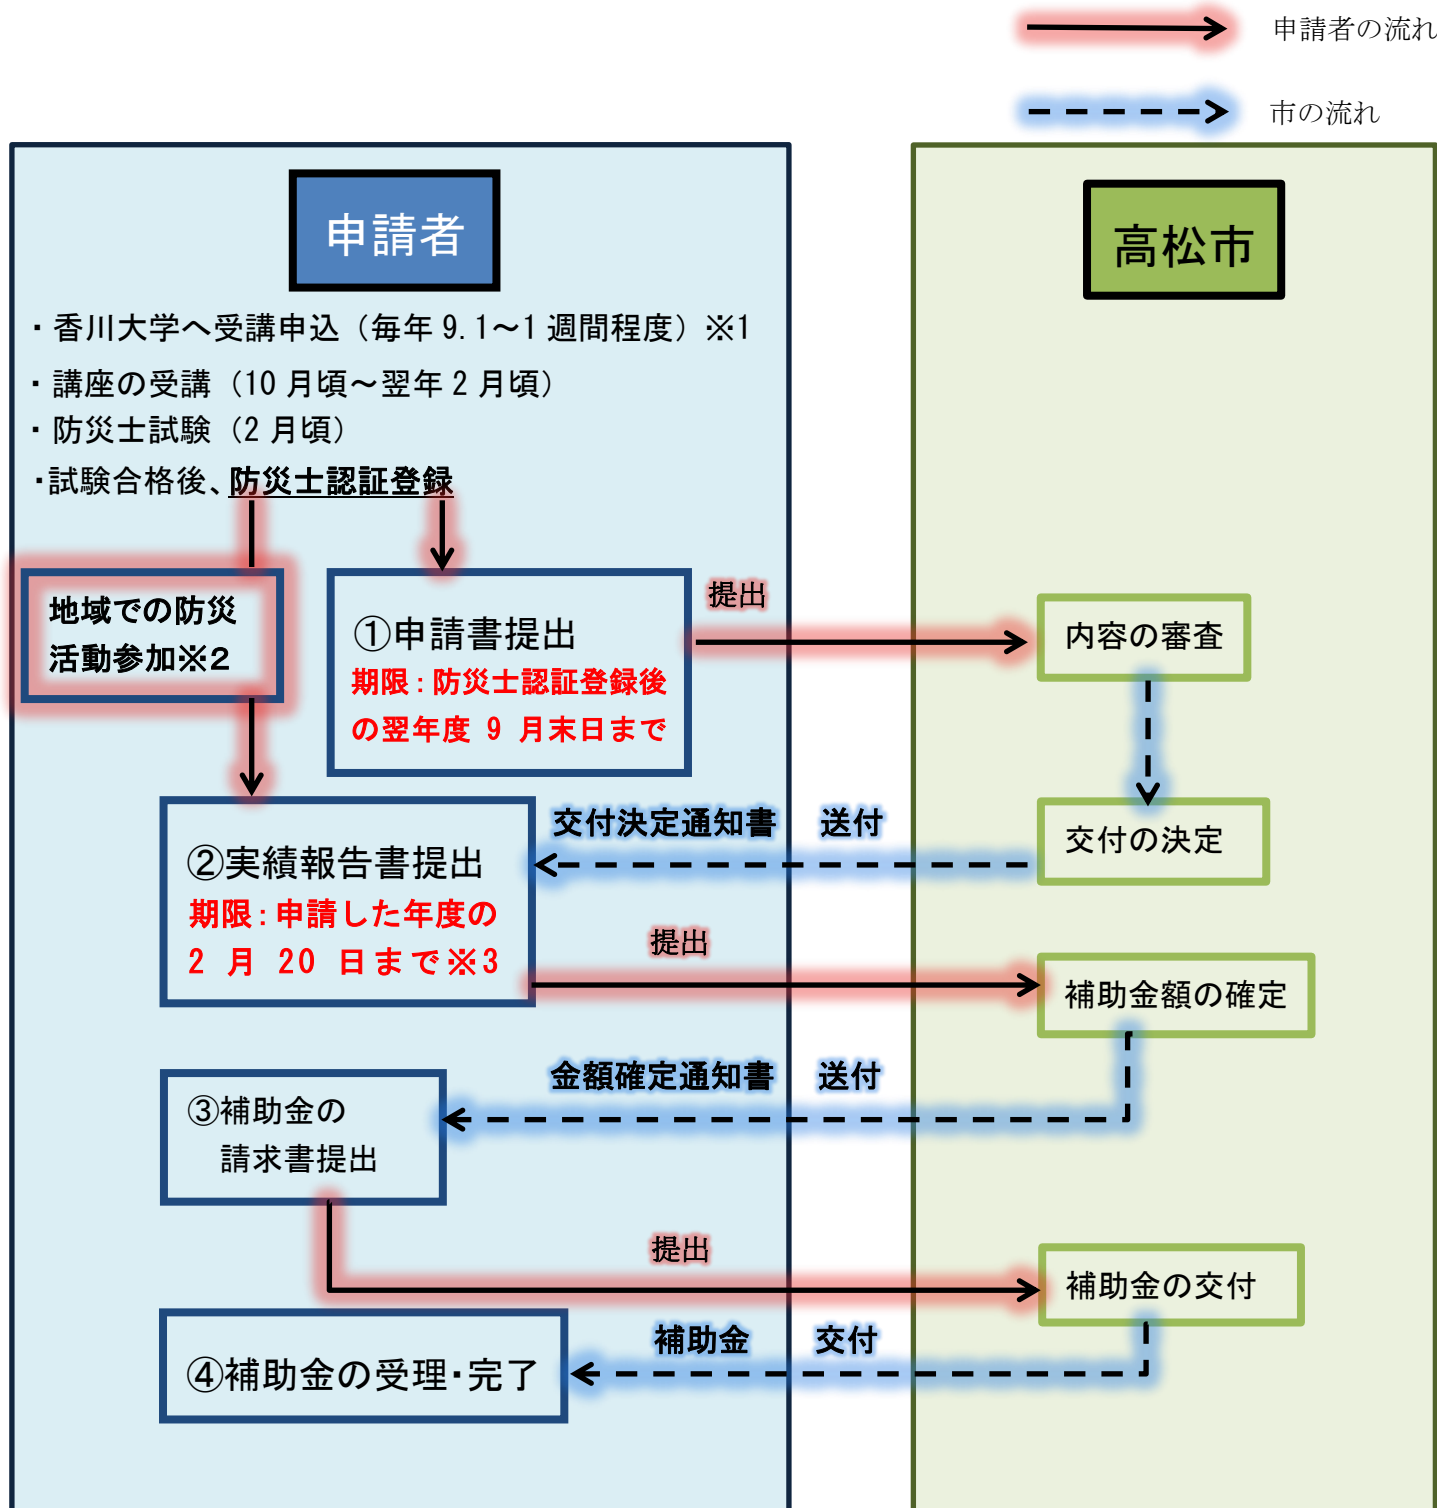 申請者の流れ
市の流れ
申請者
高松市
・香川大学へ受講申込（毎年 9.1～1 週間程度）※1
・講座の受講（10 月頃～翌年 2 月頃）
・防災士試験（2 月頃）
・試験合格後、防災士認証登録
地域での防災
活動参加※2
①申請書提出
期限：防災士認証登録後
の翌年度 9 月末日まで
提出
内容の審査
交付決定通知書　送付
交付の決定
②実績報告書提出
期限：申請した年度の
2 月 20 日まで※3
提出
補助金額の確定
金額確定通知書　送付
③補助金の
請求書提出
提出
補助金の交付
補助金　交付
④補助金の受理・完了